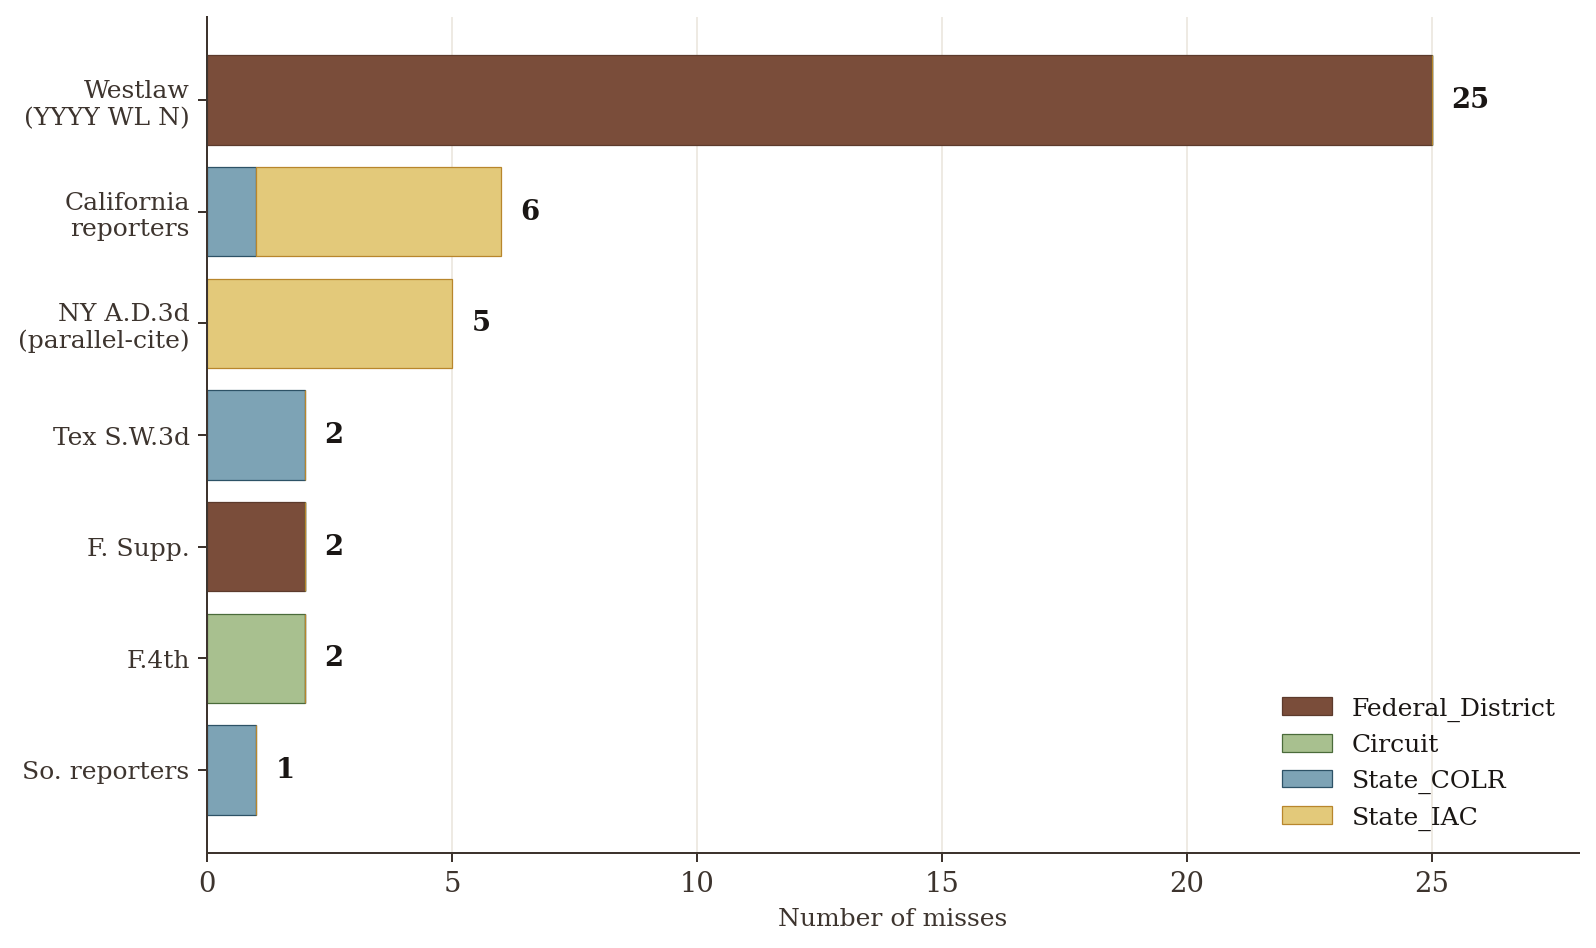 Westlaw
(YYYY WL N)
25
California
reporters
6
NY A.D.3d
(parallel-cite)
5
Tex S.W.3d
2
F. Supp.
2
F.4th
2
So. reporters
1
Federal_District
Circuit
State_COLR
State_IAC
0 5 10 15 20 25
Number of misses